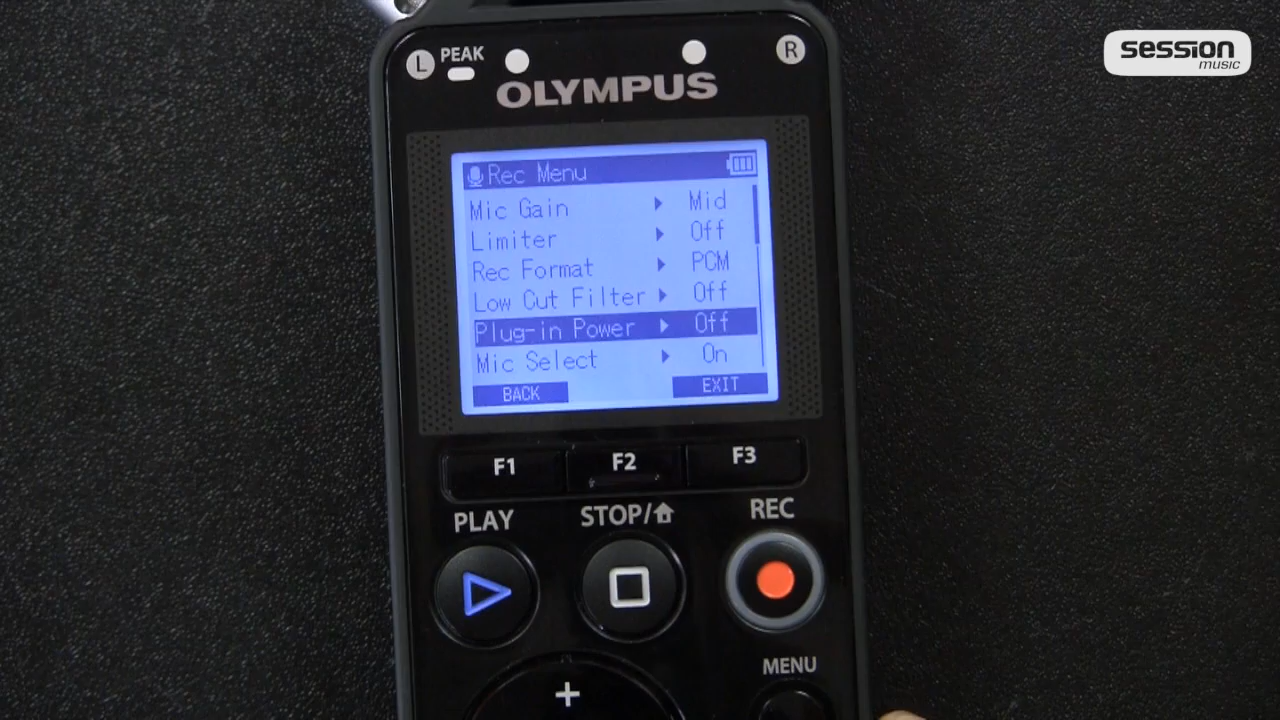 session
music
L PEAK R
OLYMPUS
Rec Menu
Mic Gain Mid
Limiter Off
Rec Format PCM
Low Cut Filter Off
Plug-in Power Off
Mic Select On
BACK EXIT
F1 F2 F3
PLAY STOP/ REC
MENU
+